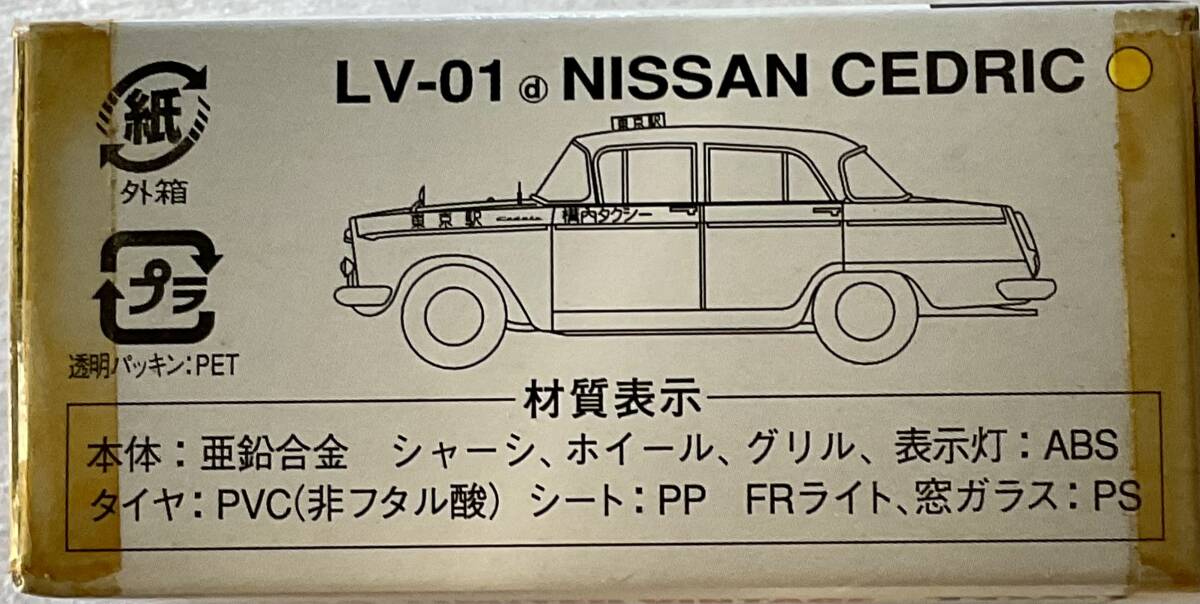 LV-01 ⓓ NISSAN CEDRIC
紙
外箱
プラ
透明パッキン:PET
東京駅
東京駅 Cedric 構内タクシー
材質表示
本体:亜鉛合金 シャーシ、ホイール、グリル、表示灯:ABS
タイヤ:PVC(非フタル酸) シート:PP FRライト、窓ガラス:PS